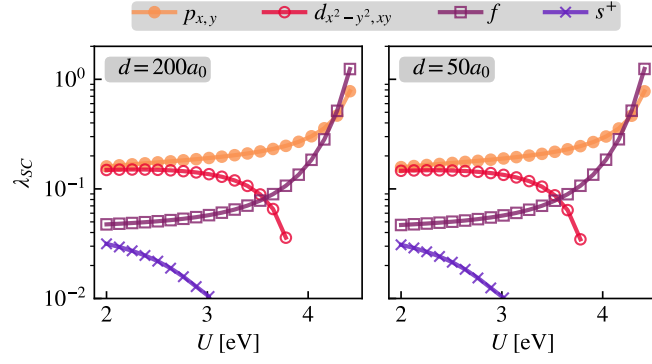 p_{x,y} d_{x^2-y^2,xy} f s^+
d = 200a_0 d = 50a_0
λ_{SC}
10^0
10^{-1}
10^{-2}
2 3 4 2 3 4
U [eV] U [eV]